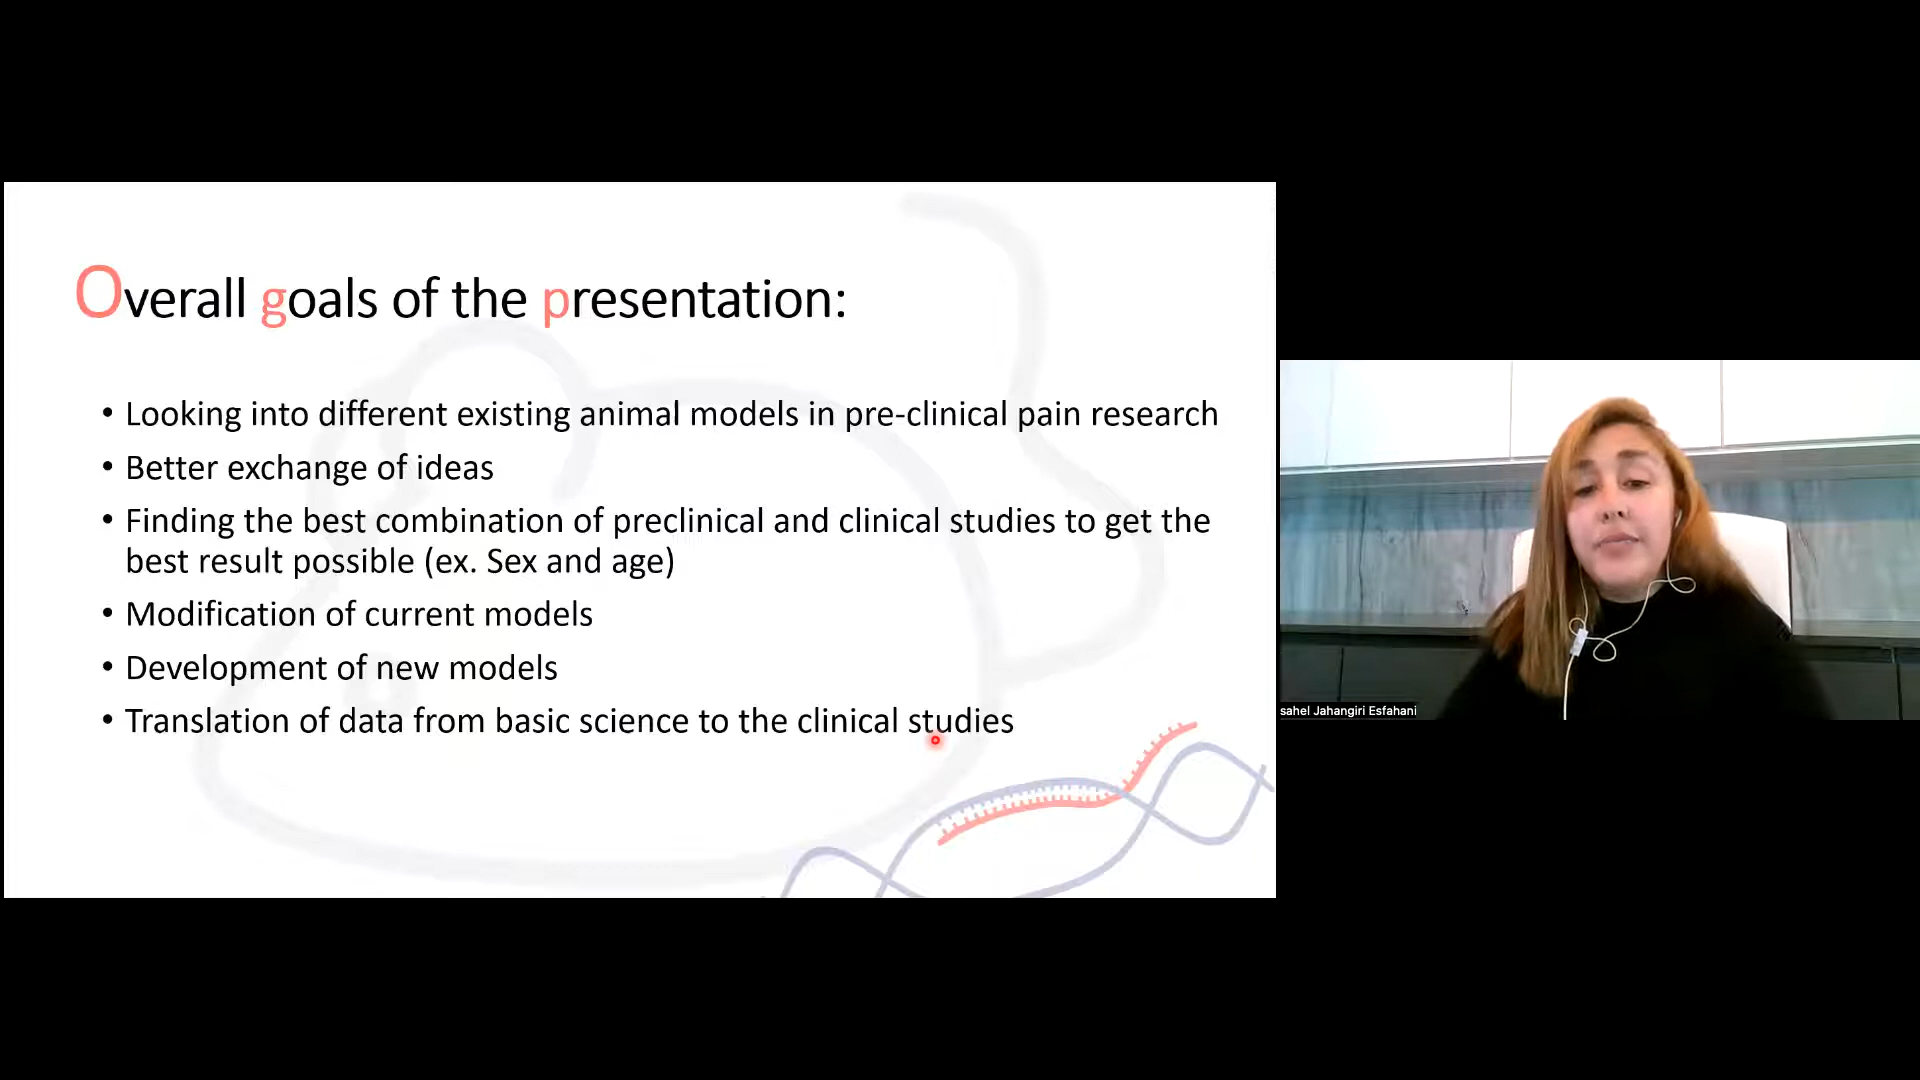 Overall goals of the presentation:
• Looking into different existing animal models in pre-clinical pain research
• Better exchange of ideas
• Finding the best combination of preclinical and clinical studies to get the
best result possible (ex. Sex and age)
• Modification of current models
• Development of new models
• Translation of data from basic science to the clinical studies
sahel Jahangiri Esfahani